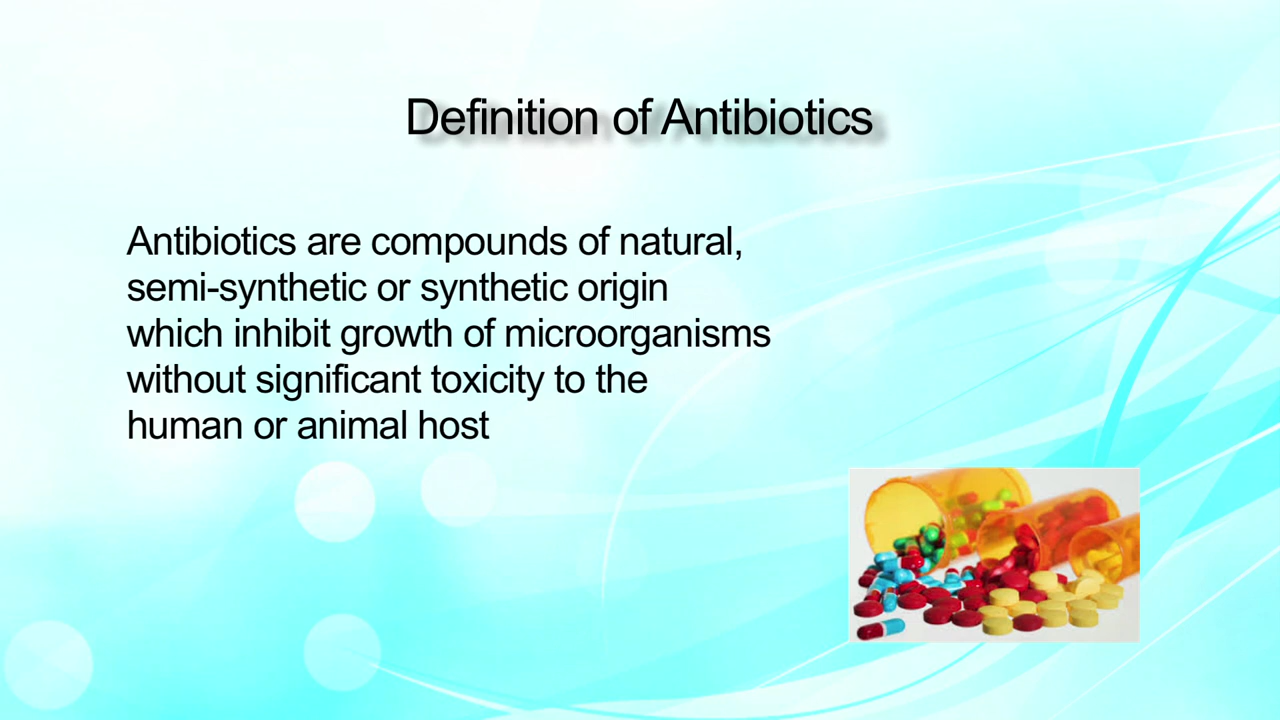 Definition of Antibiotics
Antibiotics are compounds of natural,
semi-synthetic or synthetic origin
which inhibit growth of microorganisms
without significant toxicity to the
human or animal host